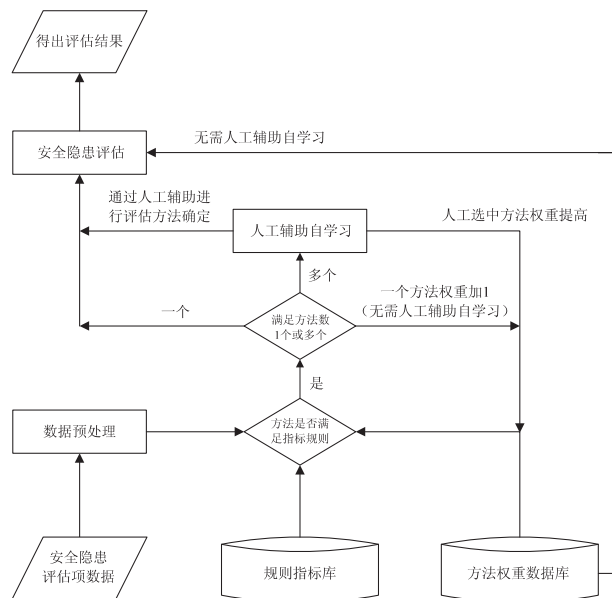 得出评估结果
安全隐患评估
无需人工辅助自学习
通过人工辅助进
行评估方法确定
人工辅助自学习
人工选中方法权重提高
多个
一个
满足方法数
1个或多个
一个方法权重加1
（无需人工辅助自学习）
是
数据预处理
方法是否满
足指标规则
安全隐患
评估项数据
规则指标库
方法权重数据库